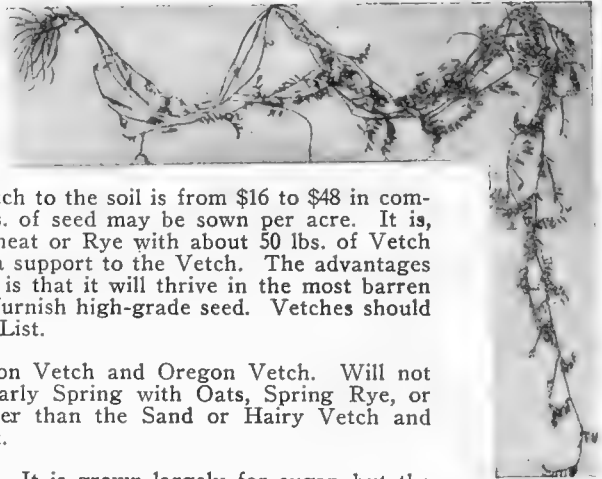 ch to the soil is from $16 to $48 in com-
s. of seed may be sown per acre. It is,
heat or Rye with about 50 lbs. of Vetch
a support to the Vetch. The advantages
is that it will thrive in the most barren
furnish high-grade seed. Vetches should
List.
on Vetch and Oregon Vetch. Will not
arly Spring with Oats, Spring Rye, or
er than the Sand or Hairy Vetch and
It is grown largely for sugar but the